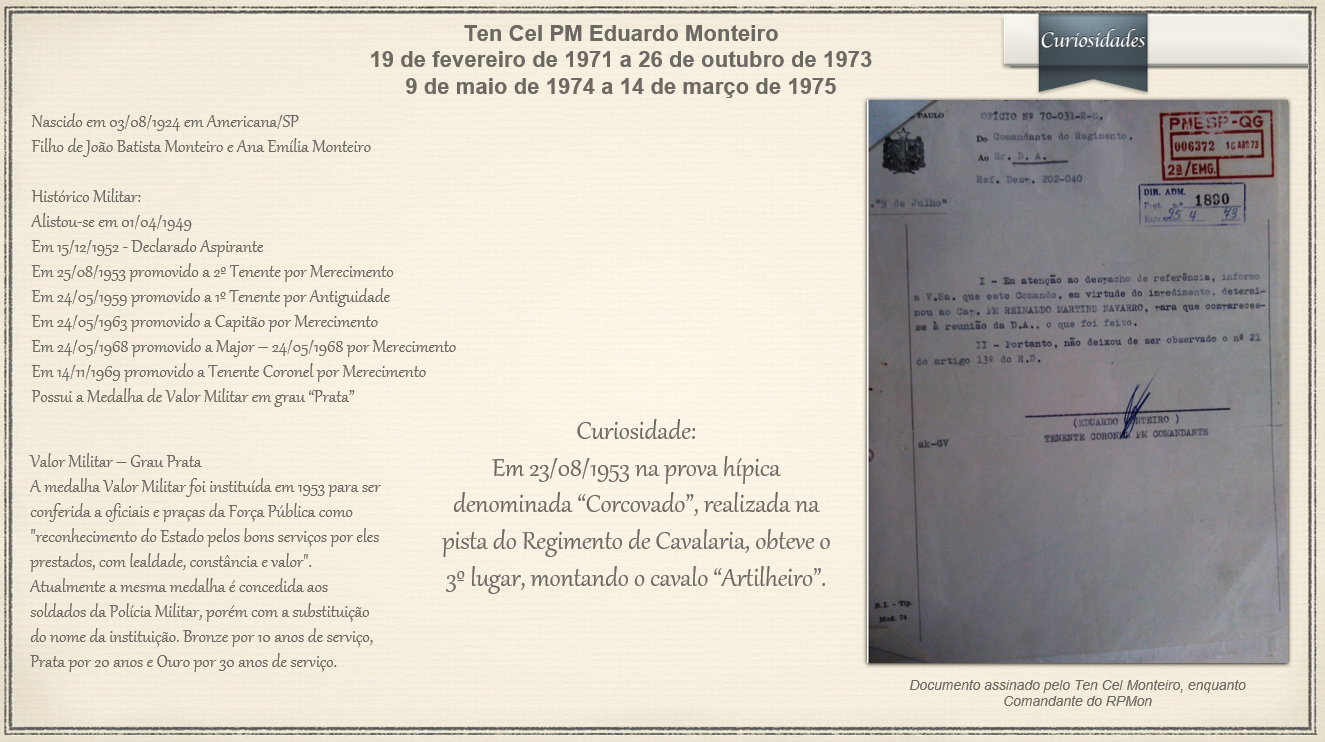 Ten Cel PM Eduardo Monteiro
19 de fevereiro de 1971 a 26 de outubro de 1973
9 de maio de 1974 a 14 de março de 1975
Curiosidades
Nascido em 03/08/1924 em Americana/SP
Filho de João Batista Monteiro e Ana Emília Monteiro
Histórico Militar:
Alistou-se em 01/04/1949
Em 15/12/1952 - Declarado Aspirante
Em 25/08/1953 promovido a 2º Tenente por Merecimento
Em 24/05/1959 promovido a 1º Tenente por Antiguidade
Em 24/05/1963 promovido a Capitão por Merecimento
Em 24/05/1968 promovido a Major – 24/05/1968 por Merecimento
Em 14/11/1969 promovido a Tenente Coronel por Merecimento
Possui a Medalha de Valor Militar em grau “Prata”
Valor Militar – Grau Prata
A medalha Valor Militar foi instituída em 1953 para ser
conferida a oficiais e praças da Força Pública como
"reconhecimento do Estado pelos bons serviços por eles
prestados, com lealdade, constância e valor".
Atualmente a mesma medalha é concedida aos
soldados da Polícia Militar, porém com a substituição
do nome da instituição. Bronze por 10 anos de serviço,
Prata por 20 anos e Ouro por 30 anos de serviço.
Curiosidade:
Em 23/08/1953 na prova hípica
denominada “Corcovado”, realizada na
pista do Regimento de Cavalaria, obteve o
3º lugar, montando o cavalo “Artilheiro”.
PAULO
OFÍCIO Nº 70-031-R-S.
Do Comandante do Regimento.
Ao Sr. D. A.
Ref. Desp. 202-040
"9 de Julho"
PMESP-QG
006372 16 ABR 73
2ª/EMG.
DIR. ADM.
Prot. nº 1890
Entr. 25 4 73
I - Em atenção ao despacho de referência, informo
a V.Sa. que este Comando, em virtude do impedimento, determi-
nou ao Cap. PM REINALDO MARTINS NAVARRO, para que compareces-
se à reunião da D.A., o que foi feito.
II - Portanto, não deixou de ser observado o nº 21
do artigo 13º do R.D.
(EDUARDO MONTEIRO )
TENENTE CORONEL PM COMANDANTE
ak-GV
S.I. - Tip.
Mod. 74
Documento assinado pelo Ten Cel Monteiro, enquanto
Comandante do RPMon